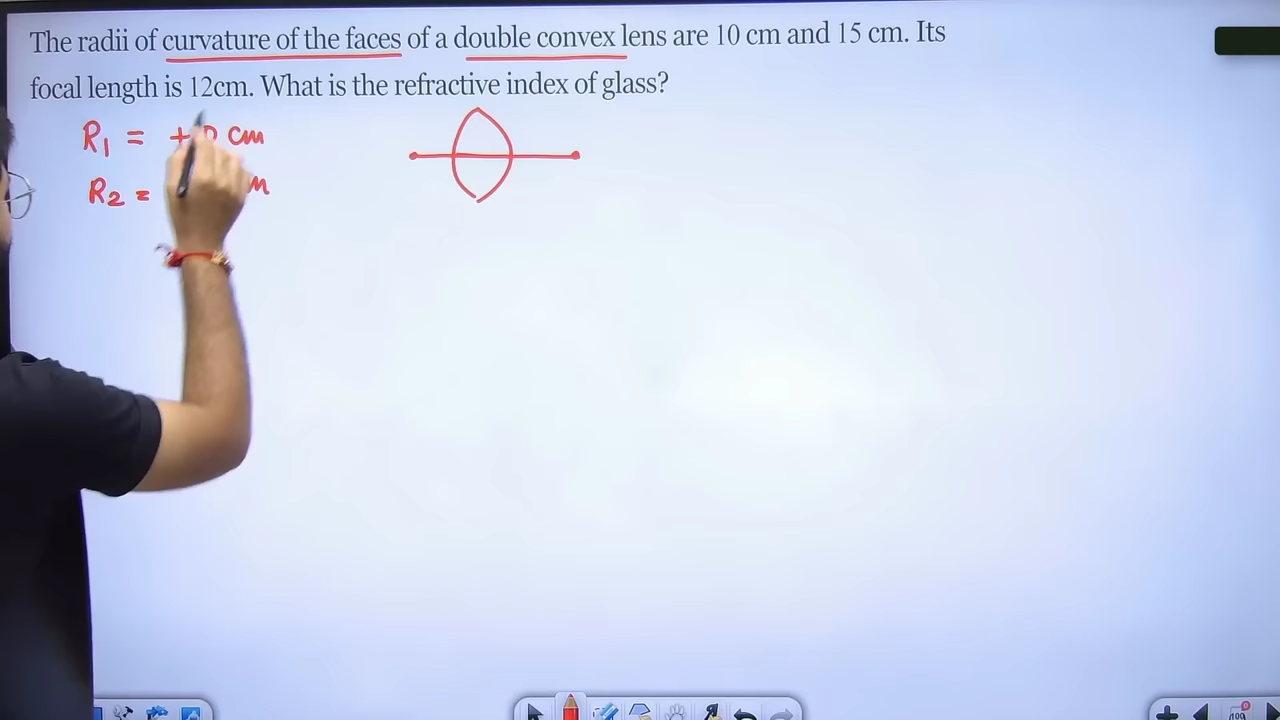 The radii of curvature of the faces of a double convex lens are 10 cm and 15 cm. Its
focal length is 12cm. What is the refractive index of glass?
R1 = + cm
R2 =